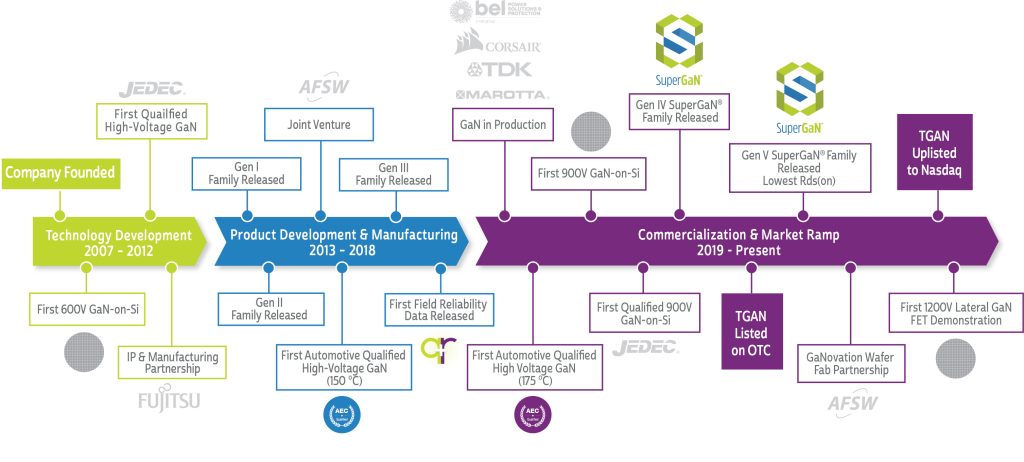 bel
POWER
SOLUTIONS &
PROTECTION
CORSAIR
TDK
MAROTTA
JEDEC
AFSW
SuperGaN™
SuperGaN™
First Quailfied
High-Voltage GaN
Joint Venture
GaN in Production
Gen IV SuperGaN®
Family Released
Company Founded
Gen I
Family Released
Gen III
Family Released
First 900V GaN-on-Si
Gen V SuperGaN® Family
Released
Lowest Rds(on)
TGAN
Uplisted
to Nasdaq
Technology Development
2007 - 2012
Product Development & Manufacturing
2013 - 2018
Commercialization & Market Ramp
2019 - Present
First 600V GaN-on-Si
Gen II
Family Released
First Field Reliability
Data Released
First Qualified 900V
GaN-on-Si
TGAN
Listed
on OTC
First 1200V Lateral GaN
FET Demonstration
IP & Manufacturing
Partnership
First Automotive Qualified
High-Voltage GaN
(150 °C)
qr
First Automotive Qualified
High Voltage GaN
(175 °C)
JEDEC
GaNovation Wafer
Fab Partnership
FUJITSU
AEC
Qualified
AEC
Qualified
AFSW